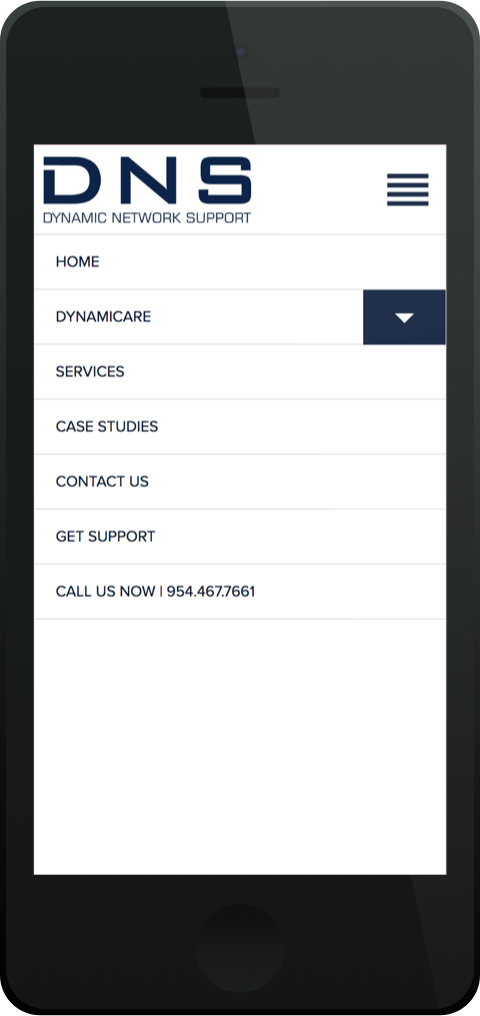 DNS
DYNAMIC NETWORK SUPPORT
HOME
DYNAMICARE
SERVICES
CASE STUDIES
CONTACT US
GET SUPPORT
CALL US NOW | 954.467.7661